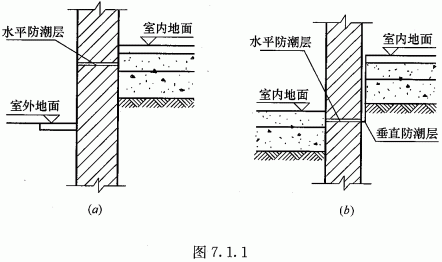 室内地面
水平防潮层
室外地面
(a)
室内地面
水平防潮层
室内地面
垂直防潮层
(b)
图 7.1.1